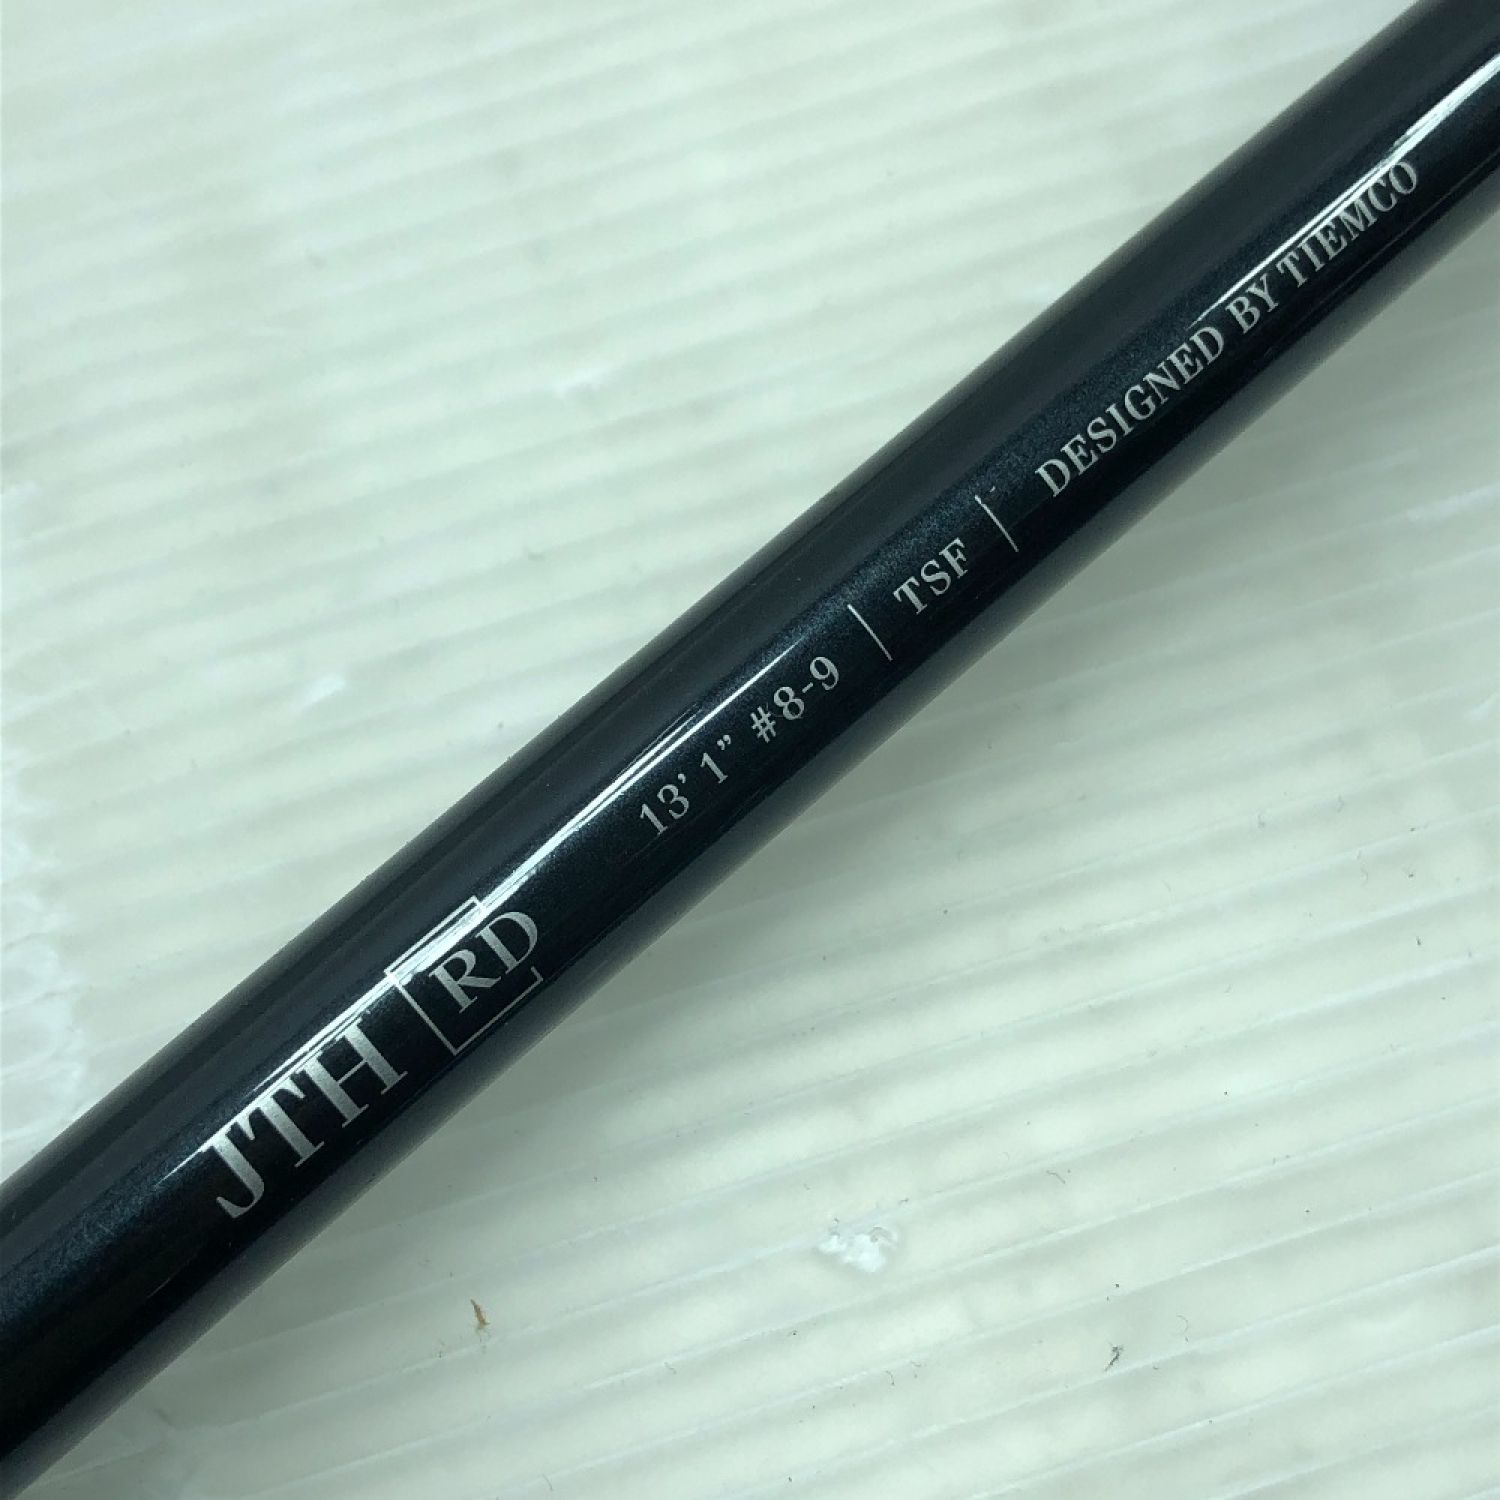 JTH RD 13' 1" #8-9 | TSF | DESIGNED BY TIEMCO